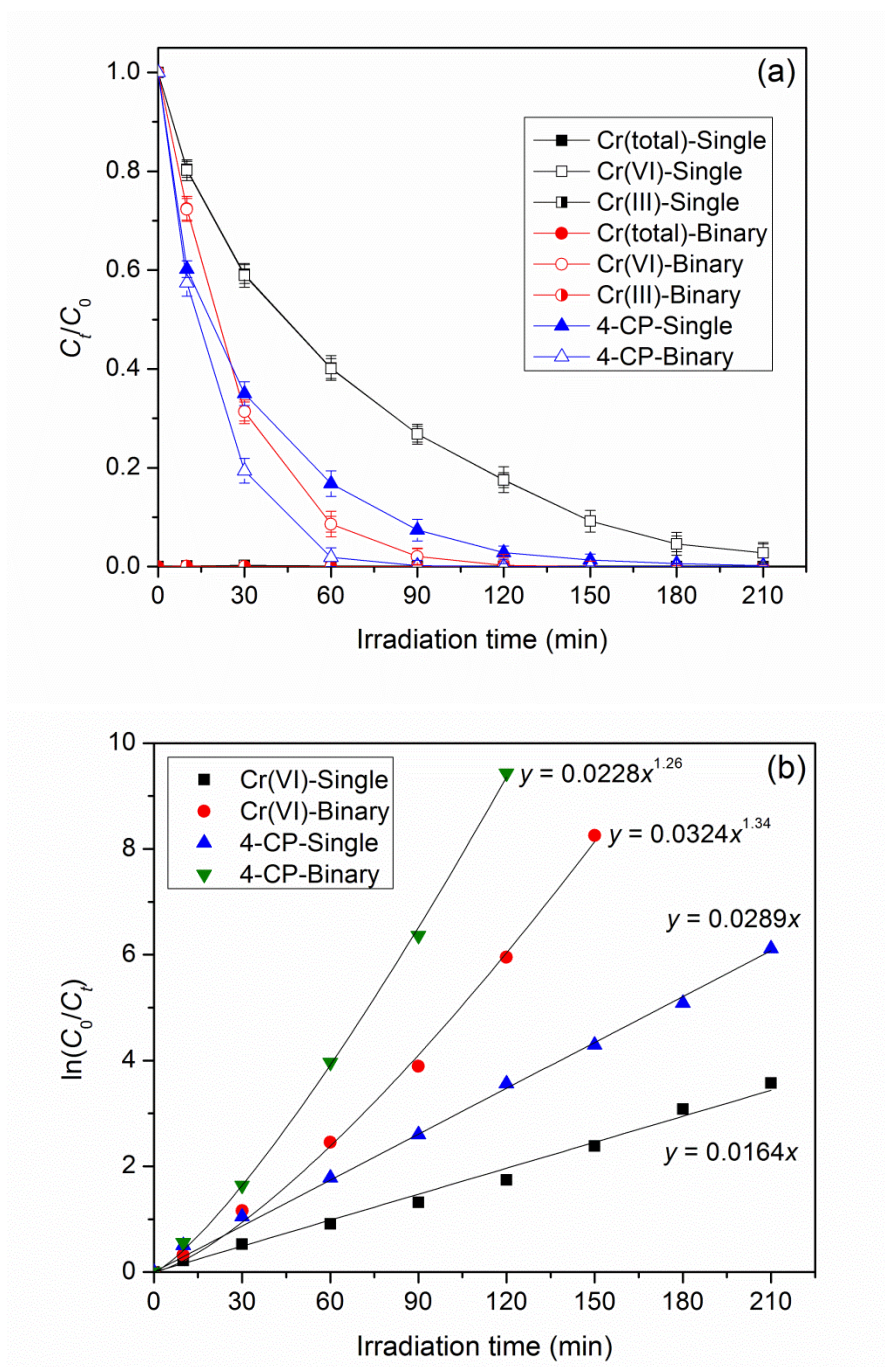 (a)
1.0
0.8
0.6
0.4
0.2
0.0
Cₜ/C₀
Cr(total)-Single
Cr(VI)-Single
Cr(III)-Single
Cr(total)-Binary
Cr(VI)-Binary
Cr(III)-Binary
4-CP-Single
4-CP-Binary
0 30 60 90 120 150 180 210
Irradiation time (min)
(b)
10
8
6
4
2
0
ln(C₀/Cₜ)
Cr(VI)-Single
Cr(VI)-Binary
4-CP-Single
4-CP-Binary
y = 0.0228x^1.26
y = 0.0324x^1.34
y = 0.0289x
y = 0.0164x
0 30 60 90 120 150 180 210
Irradiation time (min)